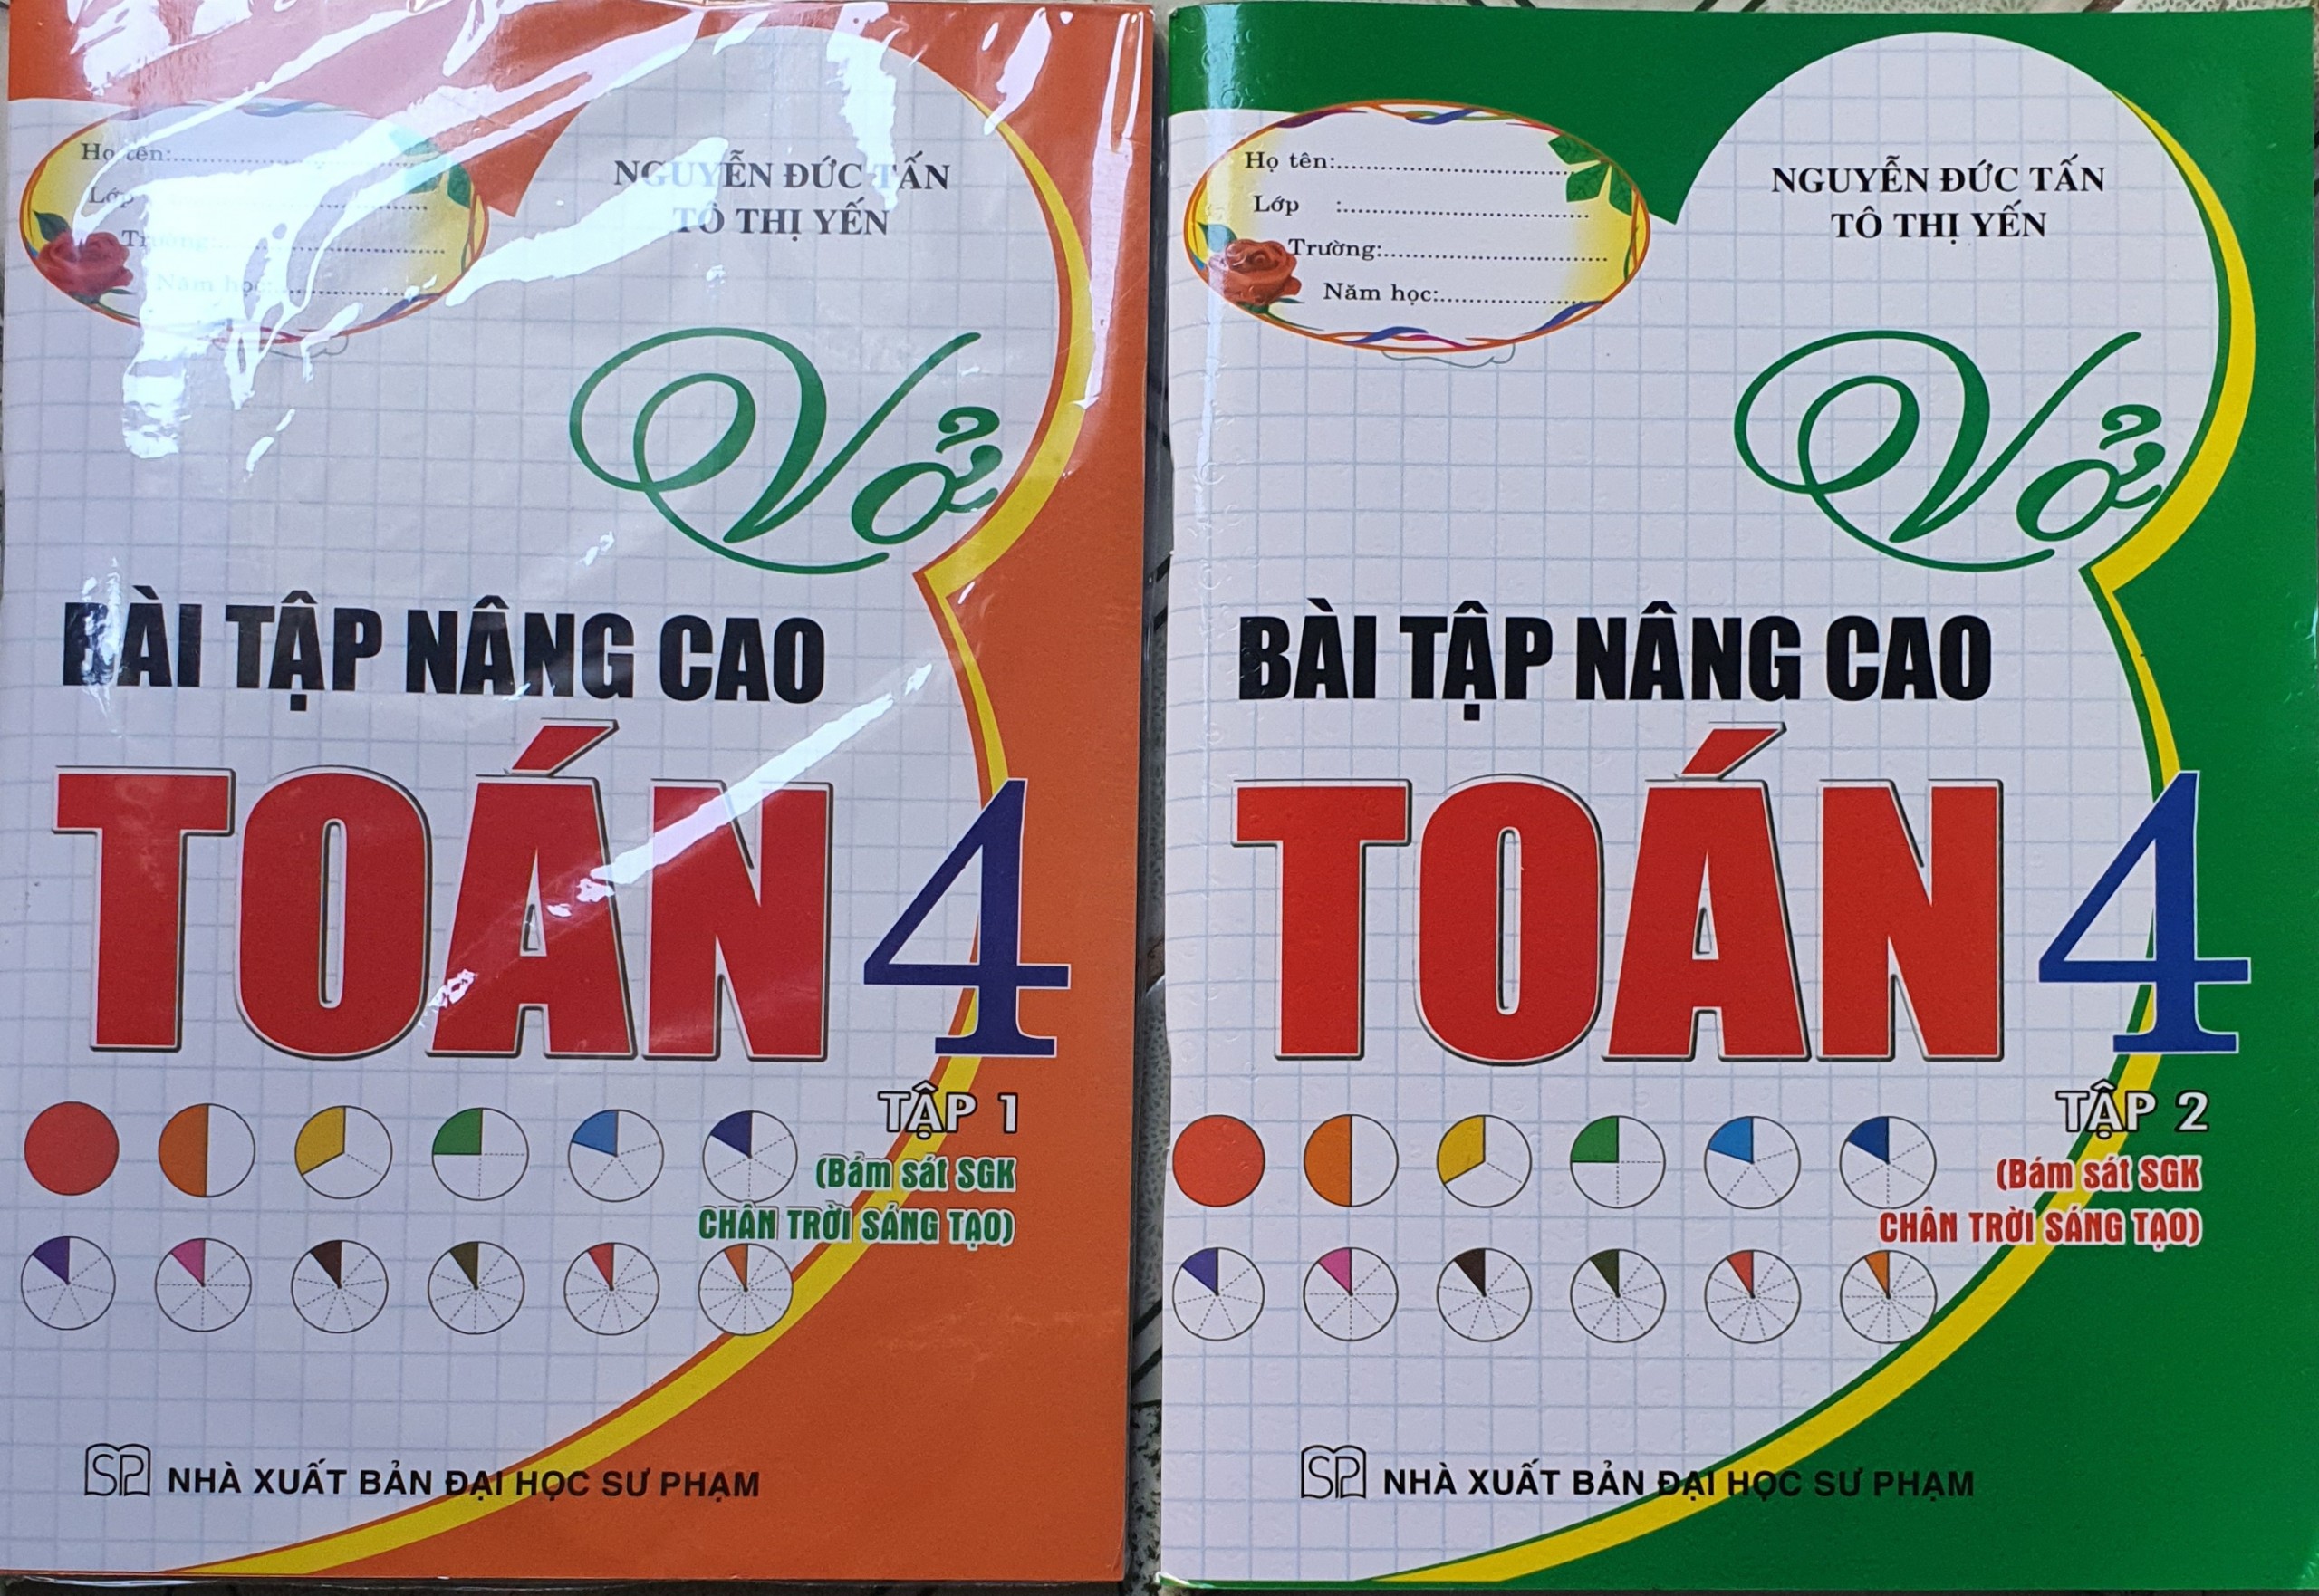 Họ tên:
Lớp
Trường:
Năm học:
NGUYỄN ĐỨC TẤN
TÔ THỊ YẾN
Vở
BÀI TẬP NÂNG CAO
TOÁN 4
TẬP 1
(Bám sát SGK
CHÂN TRỜI SÁNG TẠO)
SP NHÀ XUẤT BẢN ĐẠI HỌC SƯ PHẠM
Họ tên:
Lớp :
Trường:
Năm học:
NGUYỄN ĐỨC TẤN
TÔ THỊ YẾN
Vở
BÀI TẬP NÂNG CAO
TOÁN 4
TẬP 2
(Bám sát SGK
CHÂN TRỜI SÁNG TẠO)
SP NHÀ XUẤT BẢN ĐẠI HỌC SƯ PHẠM